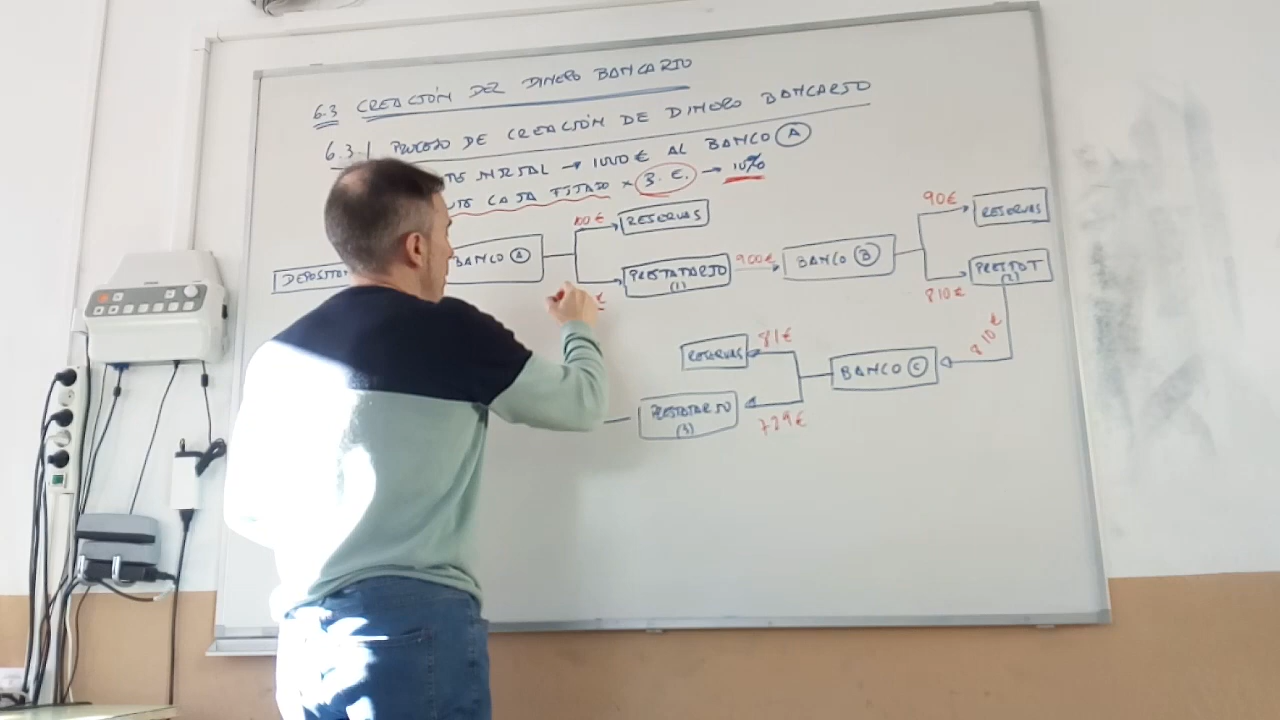 6.3 CREACIÓN DEL DINERO BANCARIO
6.3.1 PROCESO DE CREACIÓN DE DINERO BANCARIO
INICIAL → 1000 € AL BANCO A
CAJA FIJADO x B.C. → 10%
100€ RESERVAS
90€ RESERVAS
BANCO A
PRESTATARIO (1)
900€
BANCO B
PRESTAT (2)
810€
810€
RESERVAS
81€
BANCO C
PRESTATARIO (3)
729€